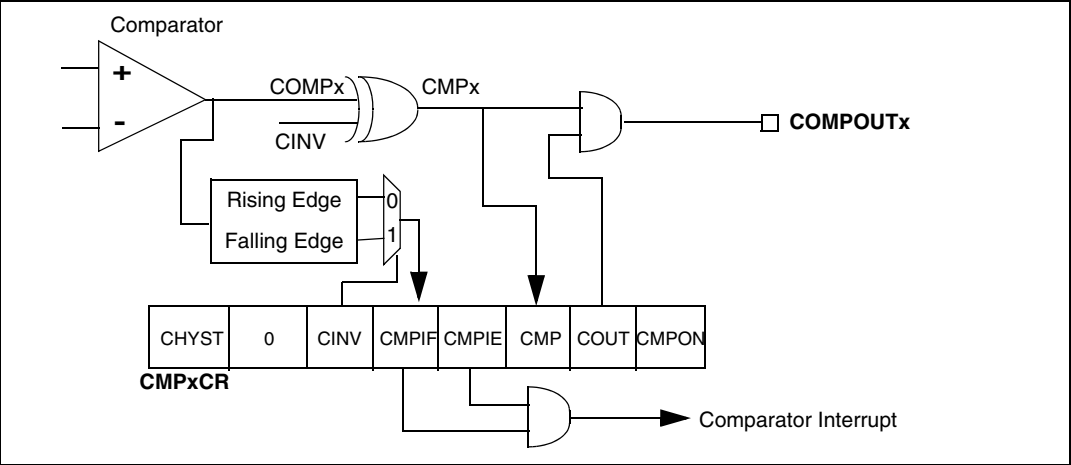 Comparator
+
-
COMPx
CMPx
CINV
COMPOUTx
Rising Edge
0
Falling Edge
1
CHYST 0 CINV CMPIF CMPIE CMP COUT CMPON
CMPxCR
Comparator Interrupt